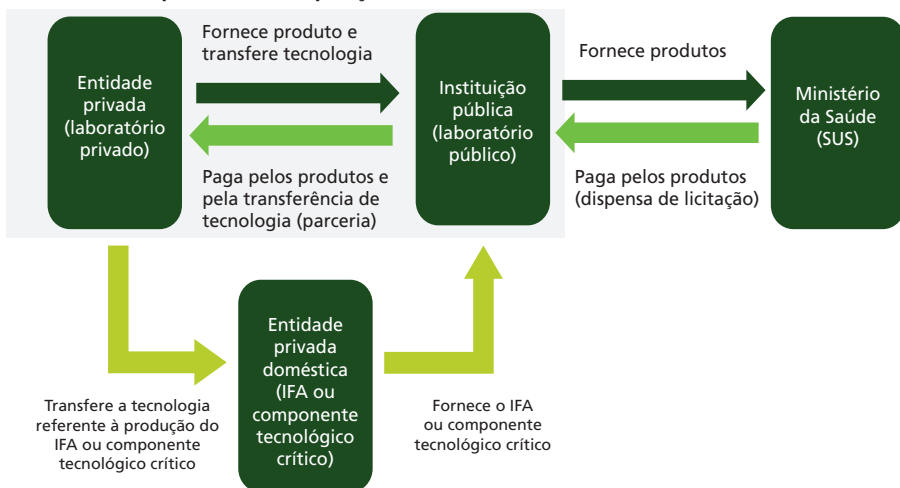 Fornece produto e
transfere tecnologia
Fornece produtos
Entidade
privada
(laboratório
privado)
Instituição
pública
(laboratório
público)
Ministério
da Saúde
(SUS)
Paga pelos produtos e
pela transferência de
tecnologia (parceria)
Paga pelos produtos
(dispensa de licitação)
Entidade
privada
doméstica
(IFA ou
componente
tecnológico
crítico)
Transfere a tecnologia
referente à produção do
IFA ou componente
tecnológico crítico
Fornece o IFA
ou componente
tecnológico crítico